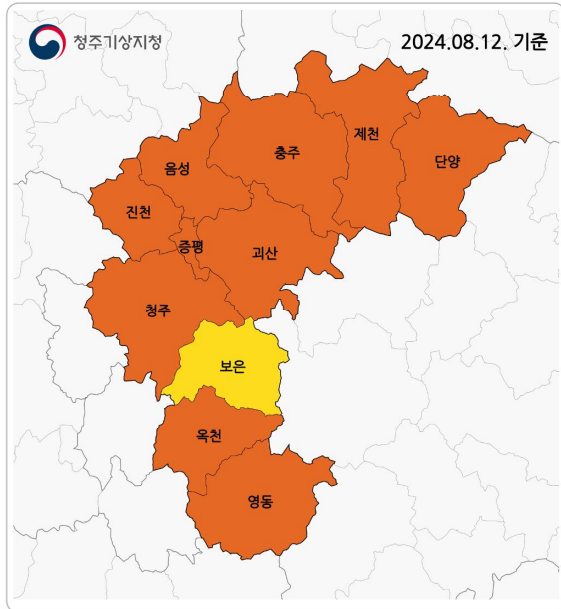 청주기상지청
2024.08.12. 기준
충주
제천
단양
음성
진천
증평
괴산
청주
보은
옥천
영동